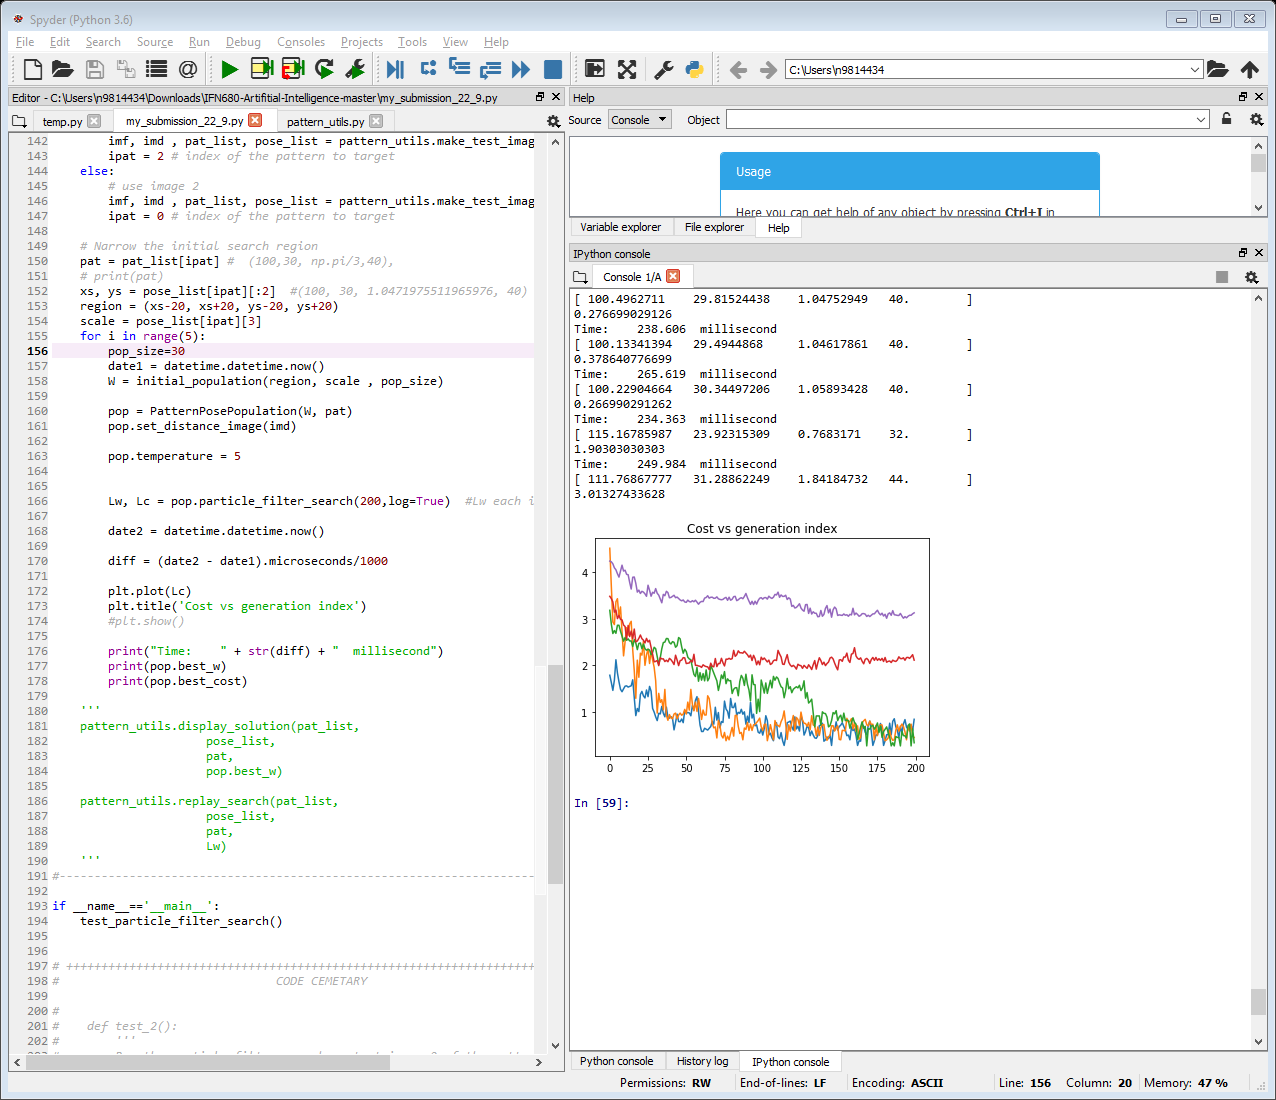 Spyder (Python 3.6)
File Edit Search Source Run Debug Consoles Projects Tools View Help
C:\Users\n9814434
Editor - C:\Users\n9814434\Downloads\IFN680-Artifitial-Intelligence-master\my_submission_22_9.py
temp.py my_submission_22_9.py pattern_utils.py
142 imf, imd , pat_list, pose_list = pattern_utils.make_test_imag
143 ipat = 2 # index of the pattern to target
144 else:
145 # use image 2
146 imf, imd , pat_list, pose_list = pattern_utils.make_test_imag
147 ipat = 0 # index of the pattern to target
148
149 # Narrow the initial search region
150 pat = pat_list[ipat] # (100,30, np.pi/3,40),
151 # print(pat)
152 xs, ys = pose_list[ipat][:2] #(100, 30, 1.0471975511965976, 40)
153 region = (xs-20, xs+20, ys-20, ys+20)
154 scale = pose_list[ipat][3]
155 for i in range(5):
156 pop_size=30
157 date1 = datetime.datetime.now()
158 W = initial_population(region, scale , pop_size)
159
160 pop = PatternPosePopulation(W, pat)
161 pop.set_distance_image(imd)
162
163 pop.temperature = 5
164
165
166 Lw, Lc = pop.particle_filter_search(200,log=True) #Lw each i
167
168 date2 = datetime.datetime.now()
169
170 diff = (date2 - date1).microseconds/1000
171
172 plt.plot(Lc)
173 plt.title('Cost vs generation index')
174 #plt.show()
175
176 print("Time: " + str(diff) + " millisecond")
177 print(pop.best_w)
178 print(pop.best_cost)
179
180 '''
181 pattern_utils.display_solution(pat_list,
182 pose_list,
183 pat,
184 pop.best_w)
185
186 pattern_utils.replay_search(pat_list,
187 pose_list,
188 pat,
189 Lw)
190 '''
191 #-------------------------------------------------------------------
192
193 if __name__=='__main__':
194 test_particle_filter_search()
195
196
197 # ++++++++++++++++++++++++++++++++++++++++++++++++++++++++++++++++++
198 # CODE CEMETARY
199
200 #
201 # def test_2():
202 # '''
Help
Source Console Object
Usage
Here you can get help of any object by pressing Ctrl+I in
Variable explorer File explorer Help
IPython console
Console 1/A
[ 100.4962711 29.81524438 1.04752949 40. ]
0.276699029126
Time: 238.606 millisecond
[ 100.13341394 29.4944868 1.04617861 40. ]
0.378640776699
Time: 265.619 millisecond
[ 100.22904664 30.34497206 1.05893428 40. ]
0.266990291262
Time: 234.363 millisecond
[ 115.16785987 23.92315309 0.7683171 32. ]
1.90303030303
Time: 249.984 millisecond
[ 111.76867777 31.28862249 1.84184732 44. ]
3.01327433628
Cost vs generation index
4
3
2
1
0 25 50 75 100 125 150 175 200
In [59]:
Python console History log IPython console
Permissions: RW End-of-lines: LF Encoding: ASCII Line: 156 Column: 20 Memory: 47 %